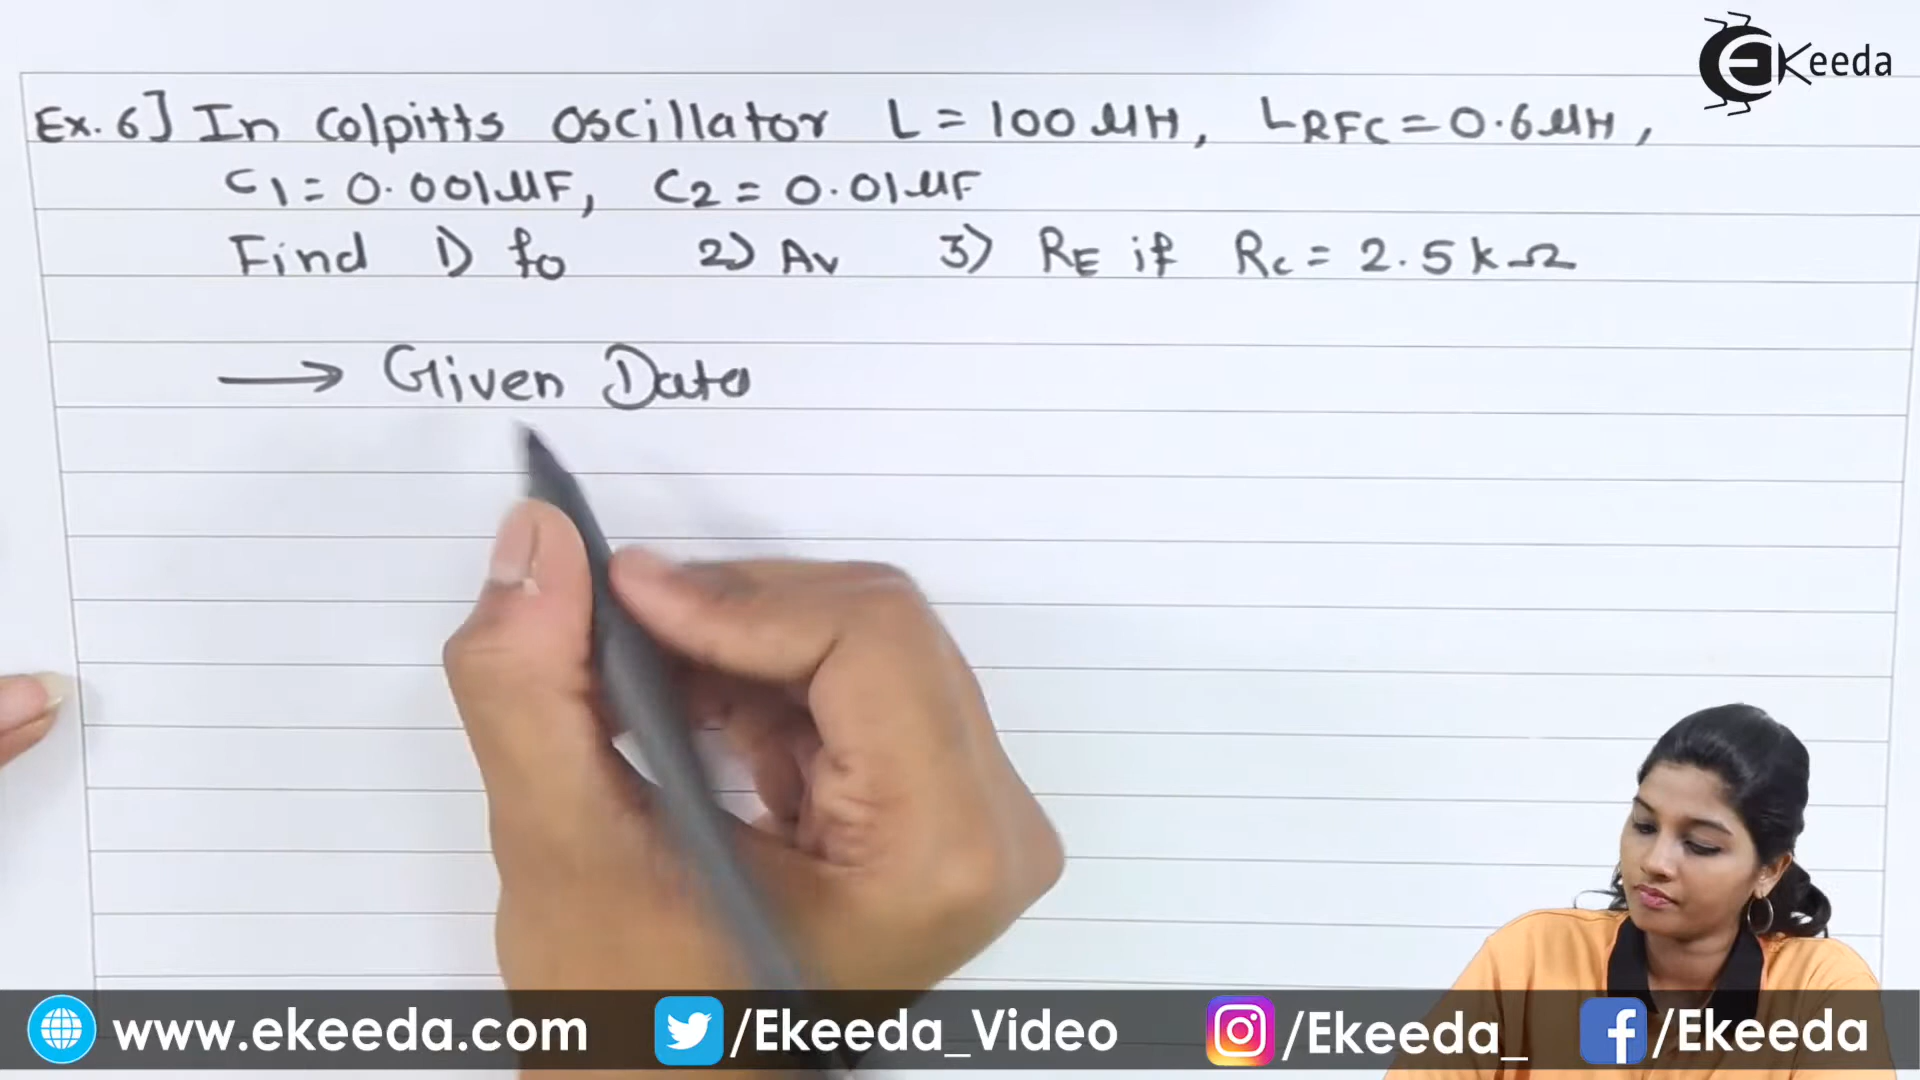 EKeeda
Ex. 6] In Colpitts Oscillator L = 100 μH, LRFC = 0.6 μH,
C1 = 0.001 μF, C2 = 0.01 μF
Find 1) fo 2) Av 3) RE if Rc = 2.5 k Ω
→ Given Data
www.ekeeda.com /Ekeeda_Video /Ekeeda_ /Ekeeda